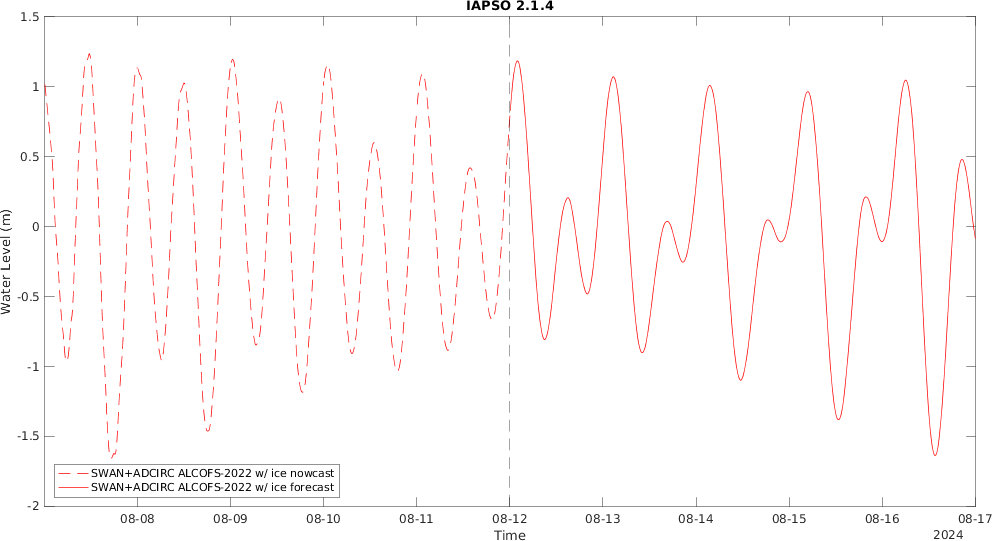 IAPSO 2.1.4
Water Level (m)
1.5
1
0.5
0
-0.5
-1
-1.5
-2
SWAN+ADCIRC ALCOFS-2022 w/ ice nowcast
SWAN+ADCIRC ALCOFS-2022 w/ ice forecast
08-08 08-09 08-10 08-11 08-12 08-13 08-14 08-15 08-16 08-17
Time
2024